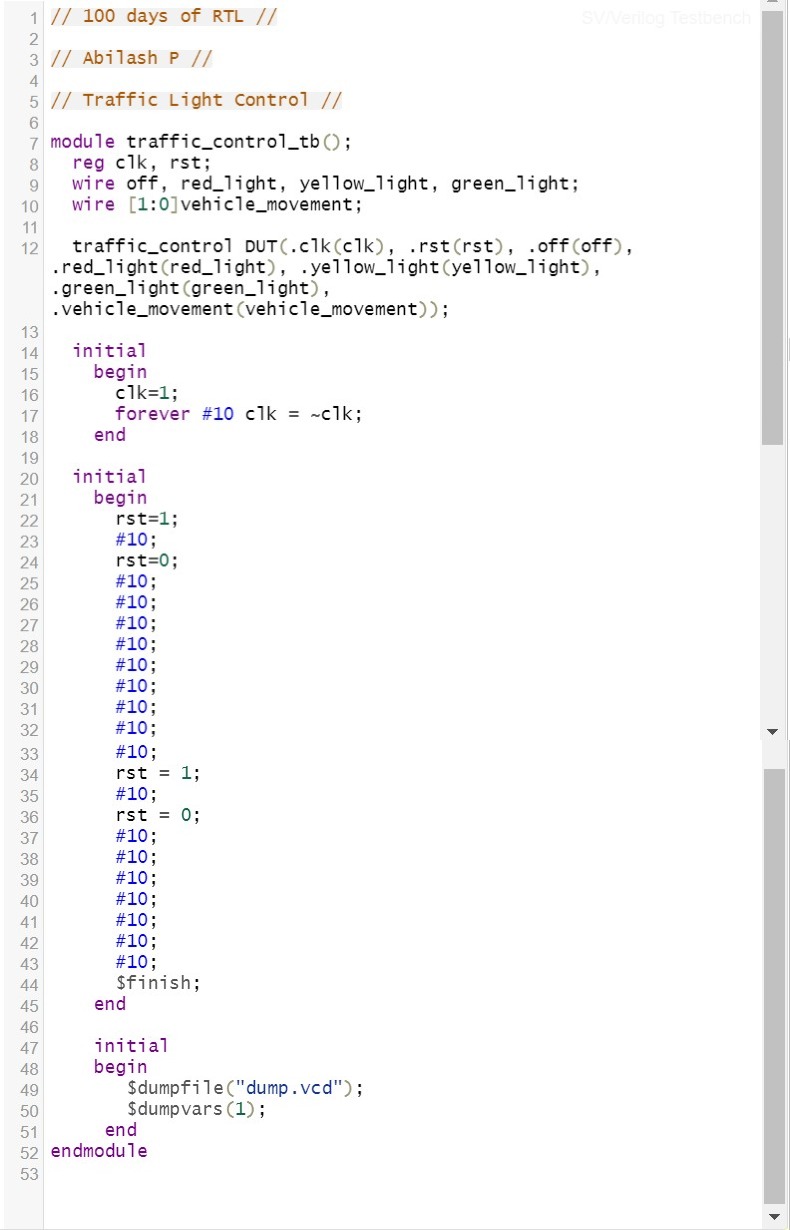 SV/Verilog Testbench
1 // 100 days of RTL //
2
3 // Abilash P //
4
5 // Traffic Light Control //
6
7 module traffic_control_tb();
8 reg clk, rst;
9 wire off, red_light, yellow_light, green_light;
10 wire [1:0]vehicle_movement;
11
12 traffic_control DUT(.clk(clk), .rst(rst), .off(off),
.red_light(red_light), .yellow_light(yellow_light),
.green_light(green_light),
.vehicle_movement(vehicle_movement));
13
14 initial
15 begin
16 clk=1;
17 forever #10 clk = ~clk;
18 end
19
20 initial
21 begin
22 rst=1;
23 #10;
24 rst=0;
25 #10;
26 #10;
27 #10;
28 #10;
29 #10;
30 #10;
31 #10;
32 #10;
33 #10;
34 rst = 1;
35 #10;
36 rst = 0;
37 #10;
38 #10;
39 #10;
40 #10;
41 #10;
42 #10;
43 #10;
44 $finish;
45 end
46
47 initial
48 begin
49 $dumpfile("dump.vcd");
50 $dumpvars(1);
51 end
52 endmodule
53